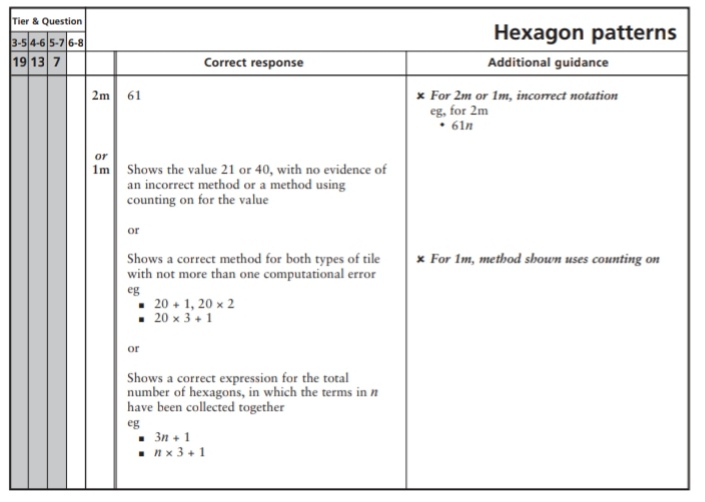 Tier & Question
3-5 4-6 5-7 6-8
Hexagon patterns
19 13 7
Correct response
Additional guidance
2m 61
× For 2m or 1m, incorrect notation
eg, for 2m
• 61n
or
1m Shows the value 21 or 40, with no evidence of
an incorrect method or a method using
counting on for the value
or
Shows a correct method for both types of tile
with not more than one computational error
× For 1m, method shown uses counting on
eg
▪ 20 + 1, 20 × 2
▪ 20 × 3 + 1
or
Shows a correct expression for the total
number of hexagons, in which the terms in n
have been collected together
eg
▪ 3n + 1
▪ n × 3 + 1